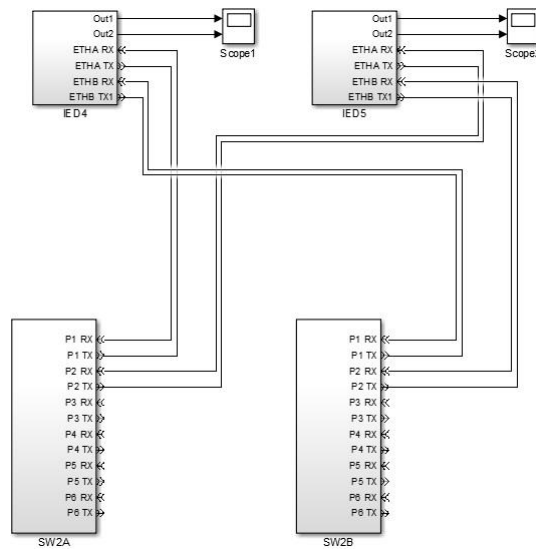 Out1
Out2
ETHA RX
ETHA TX
ETHB RX
ETHB TX1
IED4
Scope1
Out1
Out2
ETHA RX
ETHA TX
ETHB RX
ETHB TX1
IED5
P1 RX
P1 TX
P2 RX
P2 TX
P3 RX
P3 TX
P4 RX
P4 TX
P5 RX
P5 TX
P6 RX
P6 TX
SW2A
P1 RX
P1 TX
P2 RX
P2 TX
P3 RX
P3 TX
P4 RX
P4 TX
P5 RX
P5 TX
P6 RX
P6 TX
SW2B